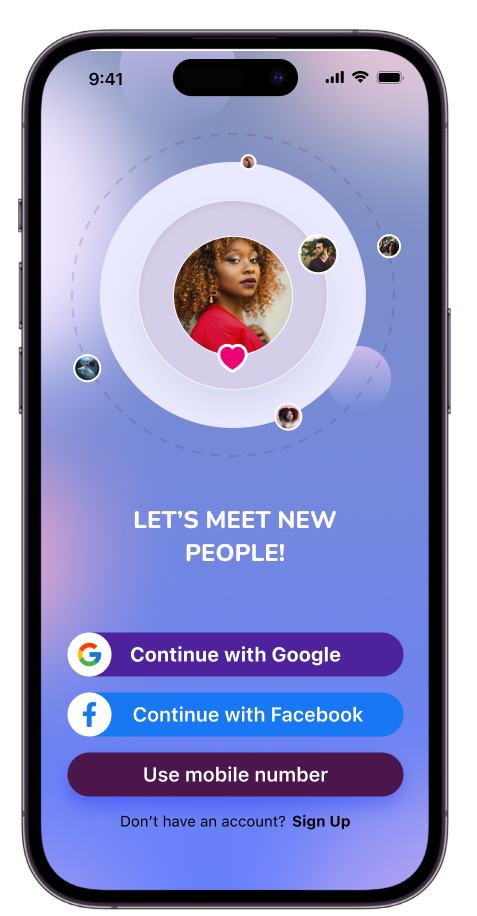 9:41
LET’S MEET NEW
PEOPLE!
Continue with Google
Continue with Facebook
Use mobile number
Don’t have an account? Sign Up